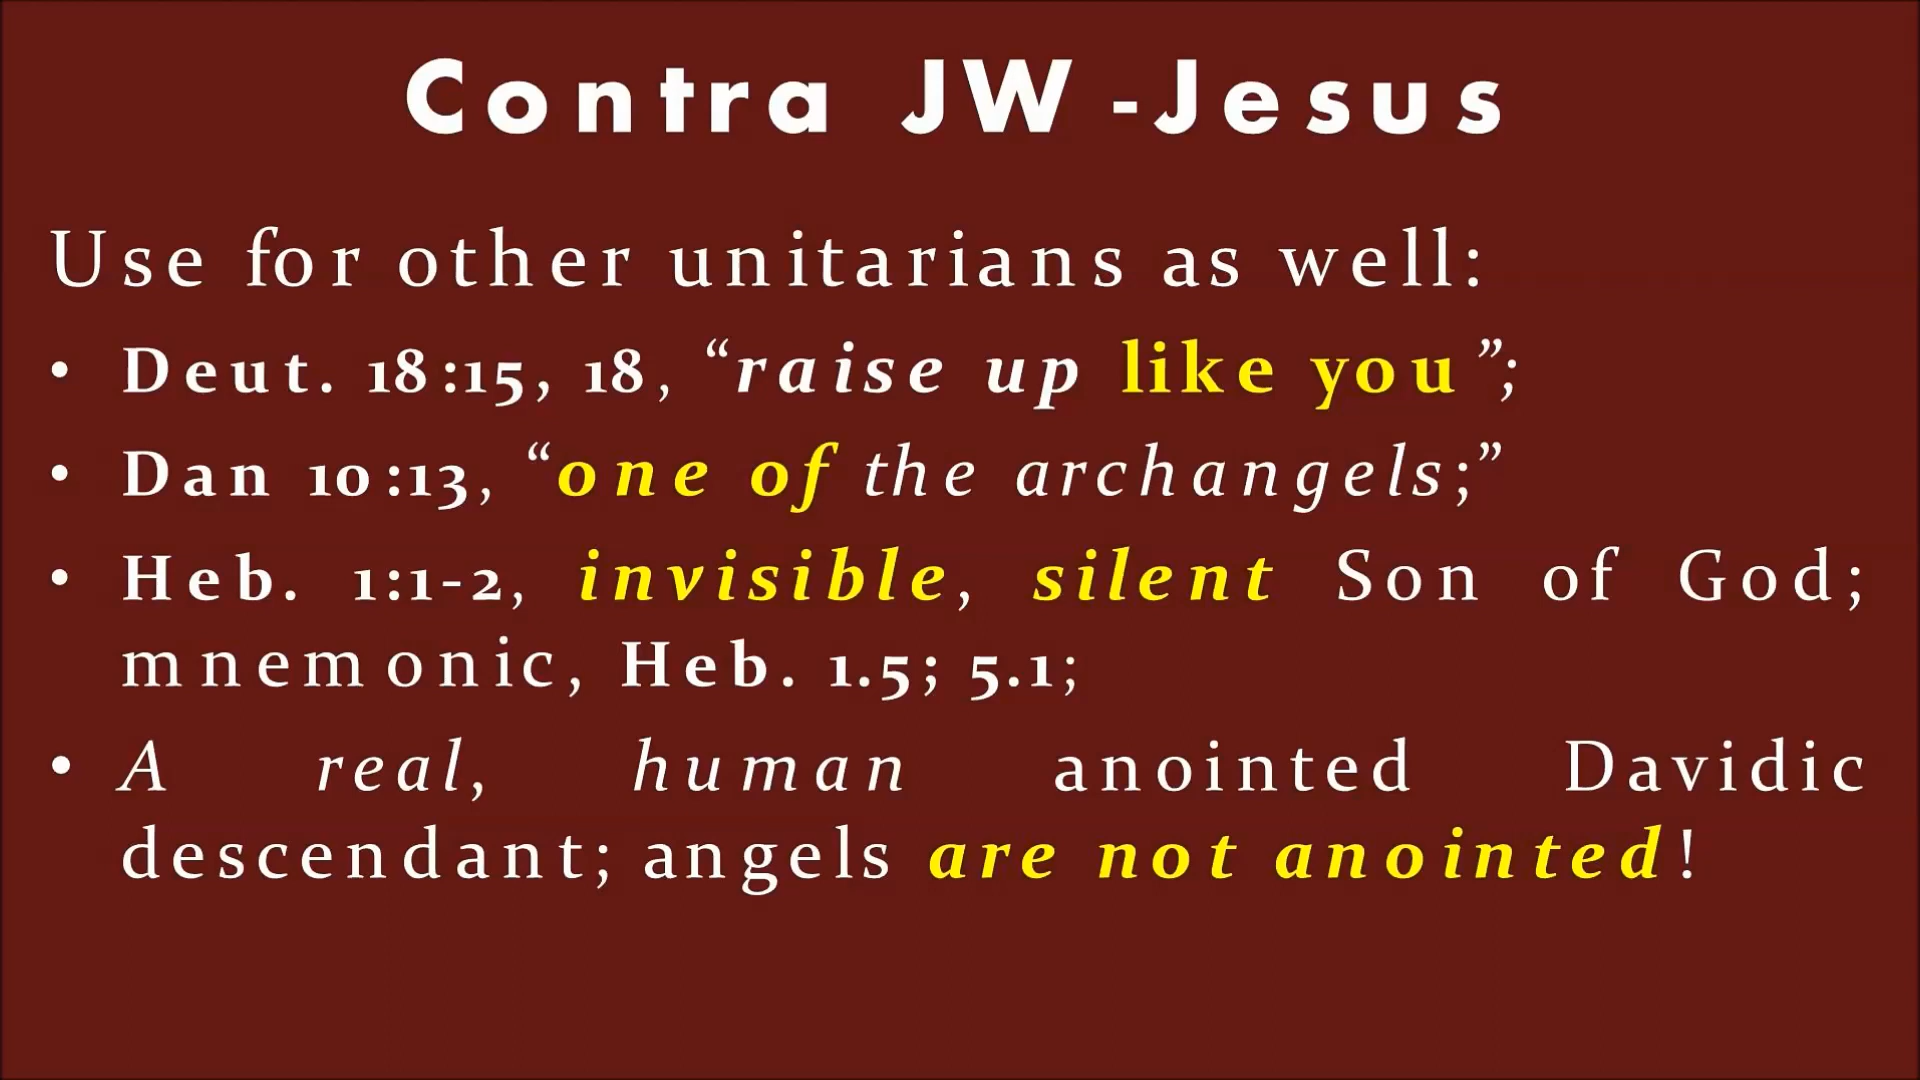 Contra JW-Jesus
Use for other unitarians as well:
• Deut. 18:15, 18, “raise up like you”;
• Dan 10:13, “one of the archangels;”
• Heb. 1:1-2, invisible, silent Son of God;
mnemonic, Heb. 1.5; 5.1;
• A real, human anointed Davidic
descendant; angels are not anointed!